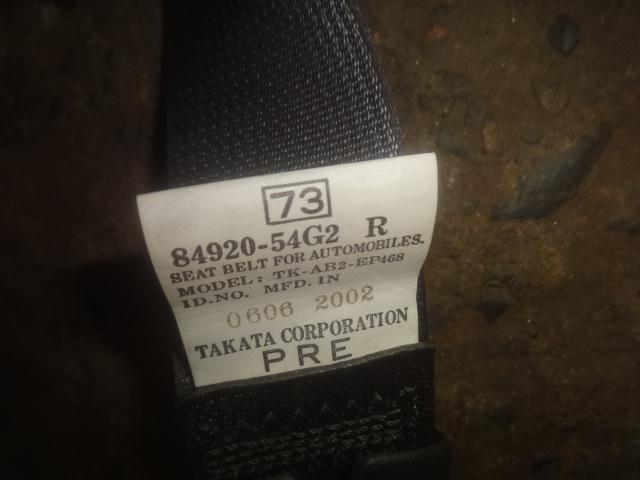 73
84920-54G2 R
SEAT BELT FOR AUTOMOBILES.
MODEL: TK-AB2-EP468
ID.NO. MFD. IN
0606 2002
TAKATA CORPORATION
PRE